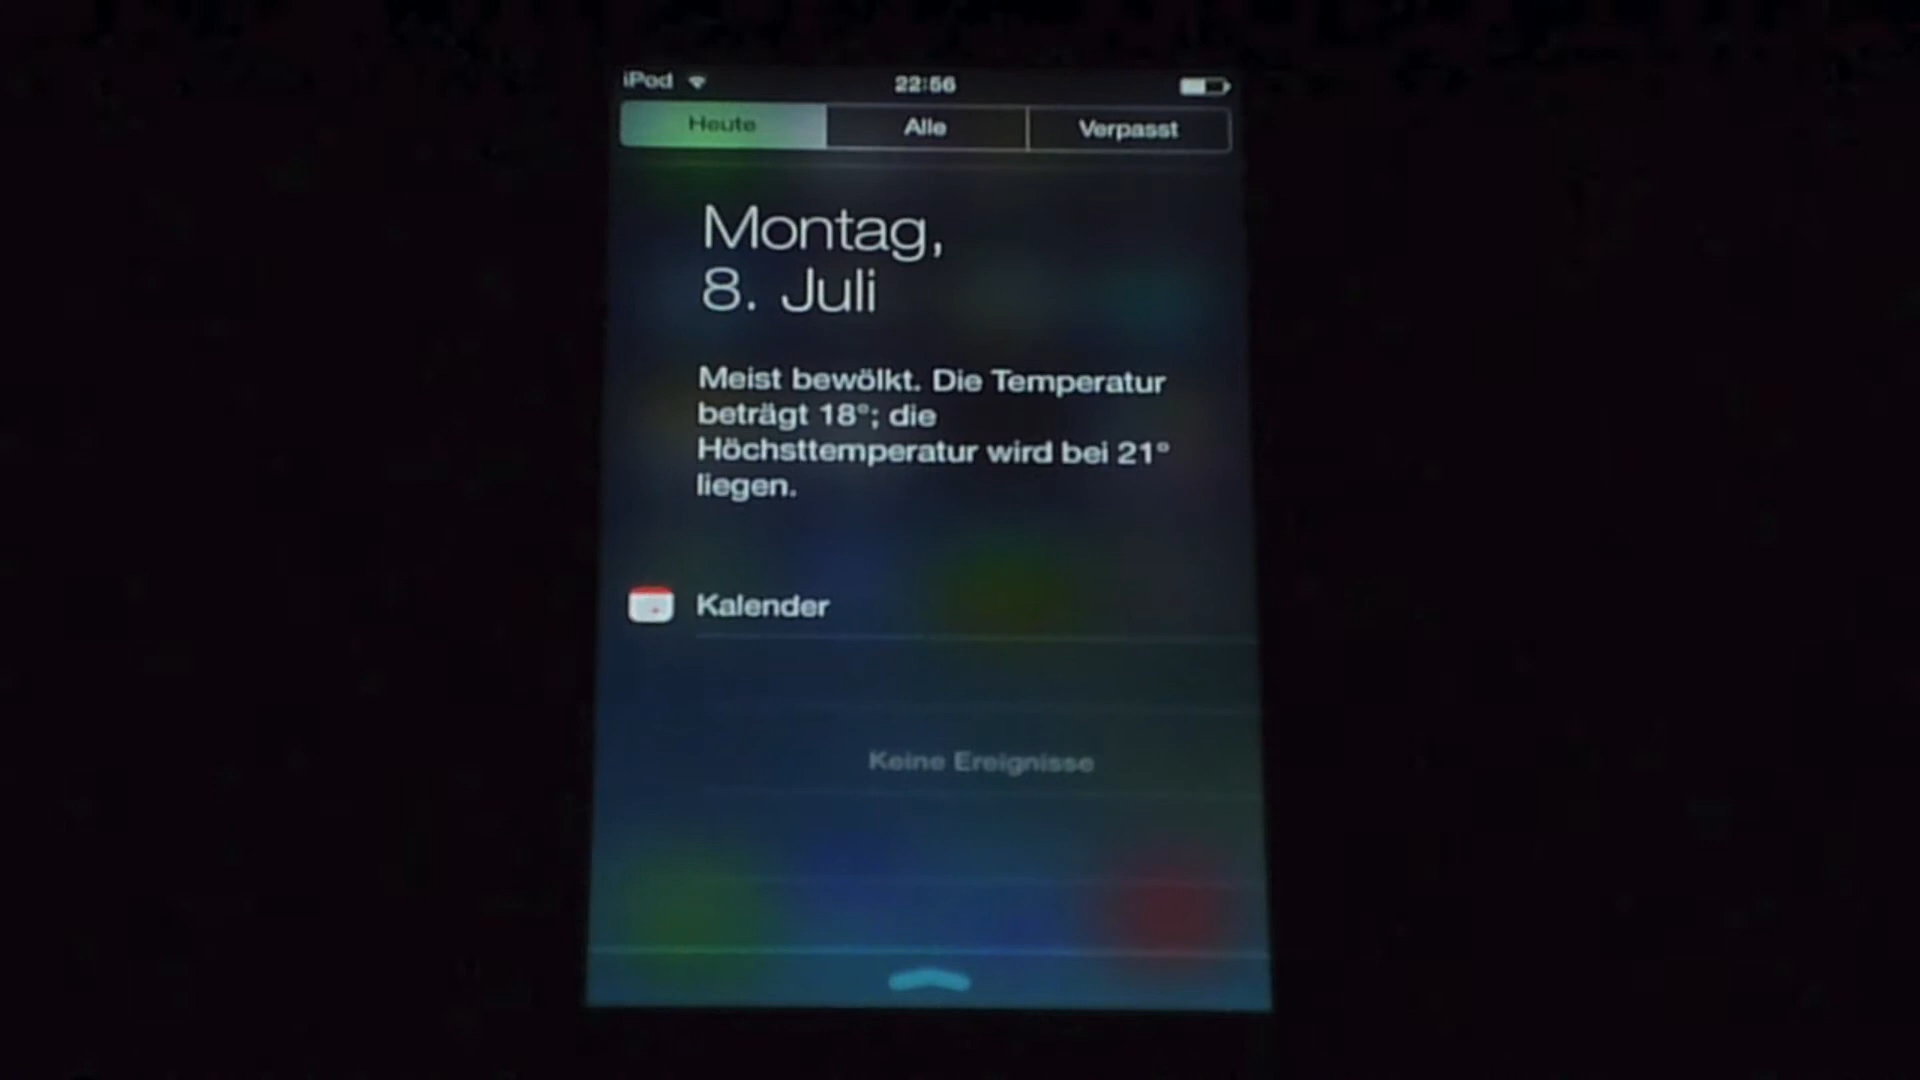 iPod 22:56
Heute Alle Verpasst
Montag,
8. Juli
Meist bewölkt. Die Temperatur
beträgt 18°; die
Höchsttemperatur wird bei 21°
liegen.
Kalender
Keine Ereignisse